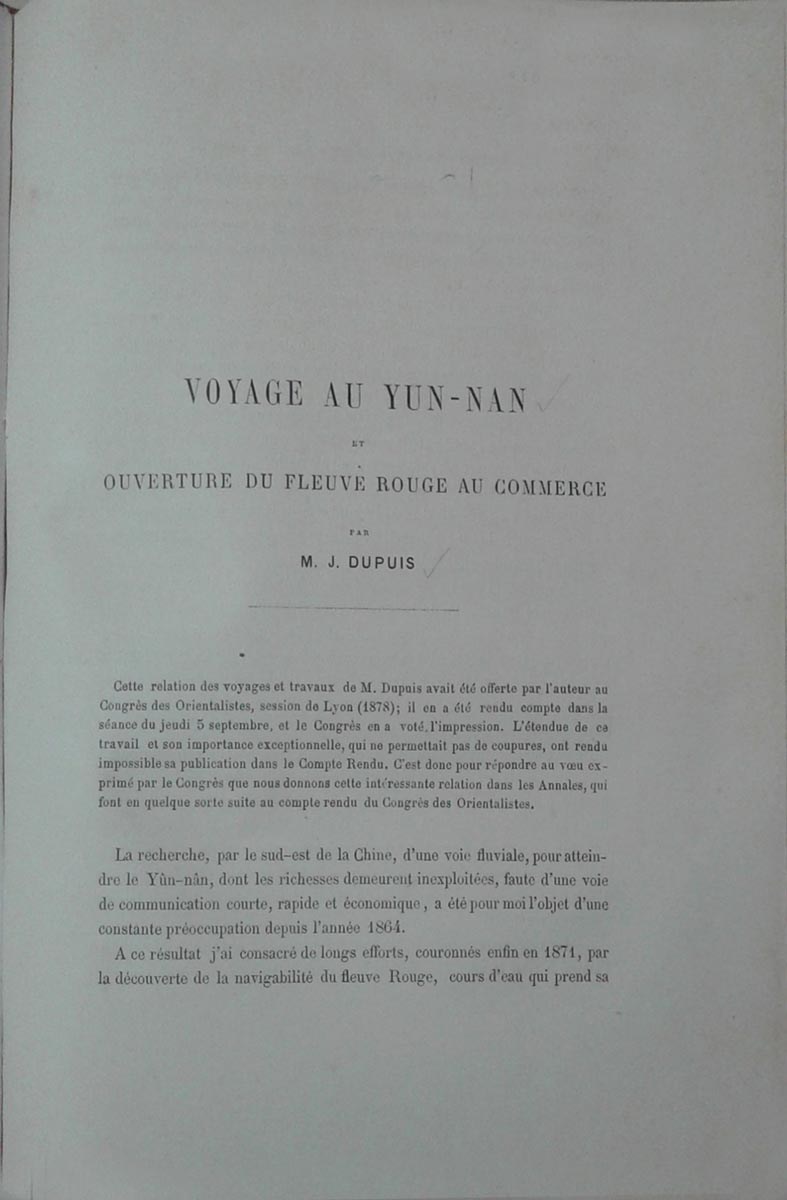 VOYAGE AU YUN-NAN
ET
OUVERTURE DU FLEUVE ROUGE AU COMMERCE
PAR
M. J. DUPUIS
Cette relation des voyages et travaux de M. Dupuis avait été offerte par l'auteur au
Congrès des Orientalistes, session de Lyon (1878); il en a été rendu compte dans la
séance du jeudi 5 septembre, et le Congrès en a voté l'impression. L'étendue de ce
travail et son importance exceptionnelle, qui ne permettait pas de coupures, ont rendu
impossible sa publication dans le Compte Rendu. C'est donc pour répondre au vœu ex-
primé par le Congrès que nous donnons cette intéressante relation dans les Annales, qui
font en quelque sorte suite au compte rendu du Congrès des Orientalistes.
La recherche, par le sud-est de la Chine, d'une voie fluviale, pour attein-
dre le Yûn-nân, dont les richesses demeurent inexploitées, faute d'une voie
de communication courte, rapide et économique, a été pour moi l'objet d'une
constante préoccupation depuis l'année 1864.
A ce résultat j'ai consacré de longs efforts, couronnés enfin en 1871, par
la découverte de la navigabilité du fleuve Rouge, cours d'eau qui prend sa